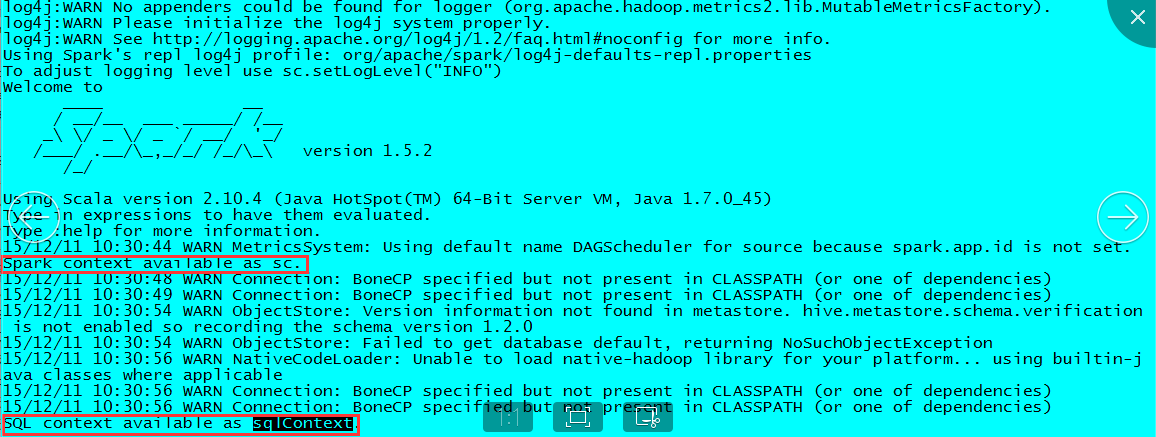 log4j:WARN No appenders could be found for logger (org.apache.hadoop.metrics2.lib.MutableMetricsFactory).
log4j:WARN Please initialize the log4j system properly.
log4j:WARN See http://logging.apache.org/log4j/1.2/faq.html#noconfig for more info.
Using Spark's repl log4j profile: org/apache/spark/log4j-defaults-repl.properties
To adjust logging level use sc.setLogLevel("INFO")
Welcome to
Spark version 1.5.2
Using Scala version 2.10.4 (Java HotSpot(TM) 64-Bit Server VM, Java 1.7.0_45)
Type in expressions to have them evaluated.
Type :help for more information.
15/12/11 10:30:44 WARN MetricsSystem: Using default name DAGScheduler for source because spark.app.id is not set.
Spark context available as sc.
15/12/11 10:30:48 WARN Connection: BoneCP specified but not present in CLASSPATH (or one of dependencies)
15/12/11 10:30:49 WARN Connection: BoneCP specified but not present in CLASSPATH (or one of dependencies)
15/12/11 10:30:54 WARN ObjectStore: Version information not found in metastore. hive.metastore.schema.verification
is not enabled so recording the schema version 1.2.0
15/12/11 10:30:54 WARN ObjectStore: Failed to get database default, returning NoSuchObjectException
15/12/11 10:30:56 WARN NativeCodeLoader: Unable to load native-hadoop library for your platform... using builtin-j
ava classes where applicable
15/12/11 10:30:56 WARN Connection: BoneCP specified but not present in CLASSPATH (or one of dependencies)
15/12/11 10:30:56 WARN Connection: BoneCP specified but not present in CLASSPATH (or one of dependencies)
SQL context available as sqlContext.